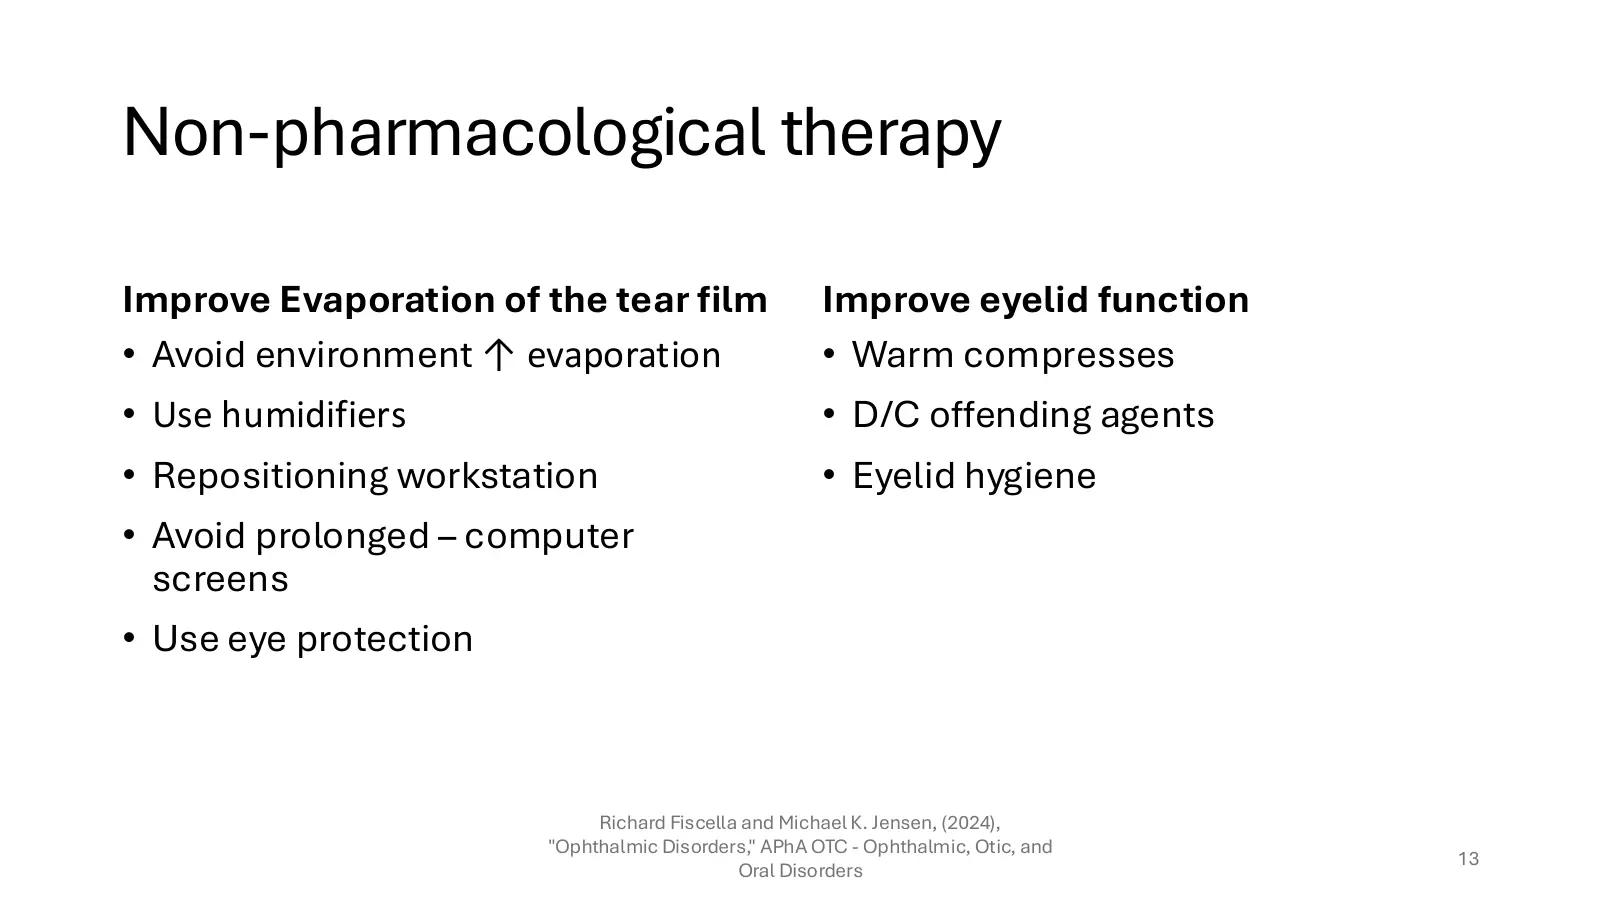 Non-pharmacological therapy
Improve Evaporation of the tear film
• Avoid environment ↑ evaporation
• Use humidifiers
• Repositioning workstation
• Avoid prolonged – computer
screens
• Use eye protection
Improve eyelid function
• Warm compresses
• D/C offending agents
• Eyelid hygiene
Richard Fiscella and Michael K. Jensen, (2024),
"Ophthalmic Disorders," APhA OTC - Ophthalmic, Otic, and
Oral Disorders
13